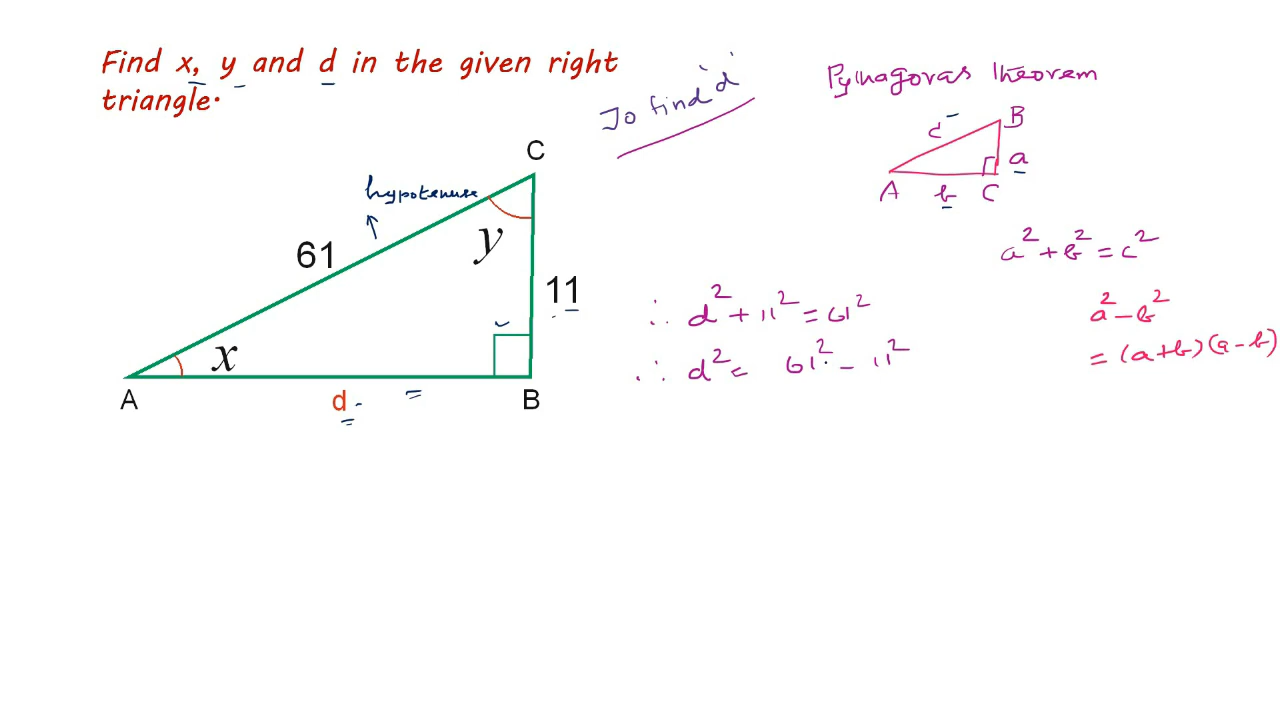 Find x, y and d in the given right
triangle.
To find 'd'
Pythagoras Theorem
c
B
a
A
b
C
a² + b² = c²
C
hypotenuse
61
y
11
x
A
d
B
∴ d² + 11² = 61²
∴ d² = 61² - 11²
a² - b²
= (a+b)(a-b)